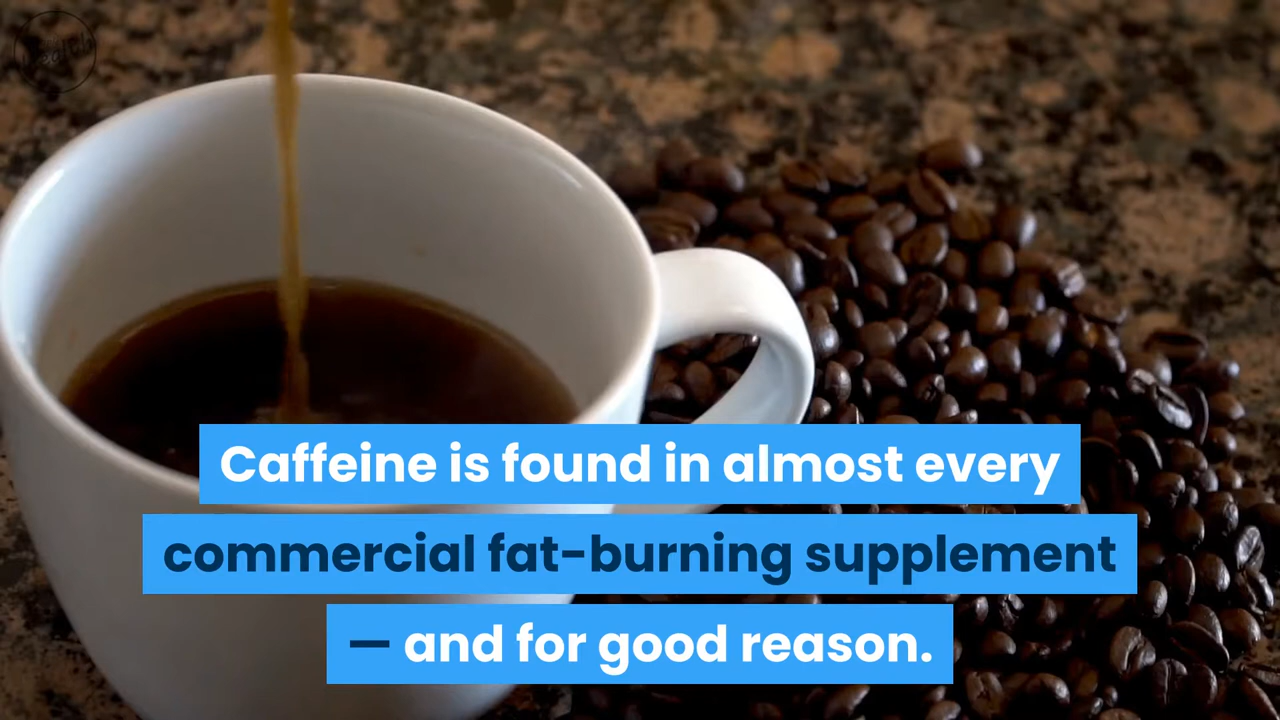 Caffeine is found in almost every
commercial fat-burning supplement
— and for good reason.